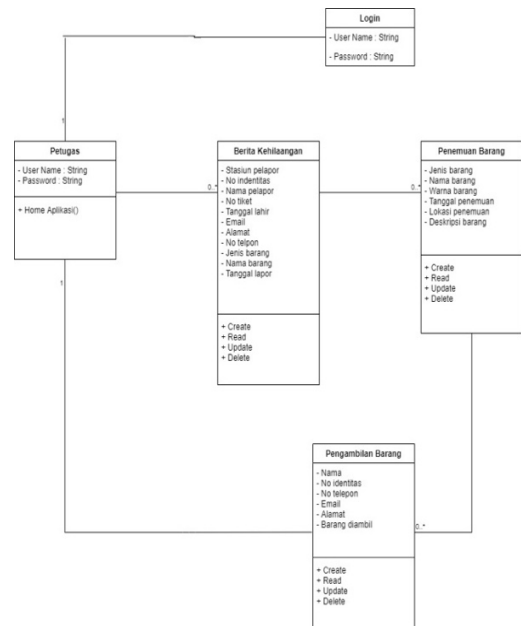 Login
- User Name : String
- Password : String
1
Petugas
- User Name : String
- Password : String
+ Home Aplikasi()
1
Berita Kehilaangan
- Stasiun pelapor
- No indentitas
- Nama pelapor
- No tiket
- Tanggal lahir
- Email
- Alamat
- No telpon
- Jenis barang
- Nama barang
- Tanggal lapor
+ Create
+ Read
+ Update
+ Delete
0..*
Penemuan Barang
- Jenis barang
- Nama barang
- Warna barang
- Tanggal penemuan
- Lokasi penemuan
- Deskripsi barang
+ Create
+ Read
+ Update
+ Delete
0..*
Pengambilan Barang
- Nama
- No identitas
- No telepon
- Email
- Alamat
- Barang diambil
+ Create
+ Read
+ Update
+ Delete
0..*